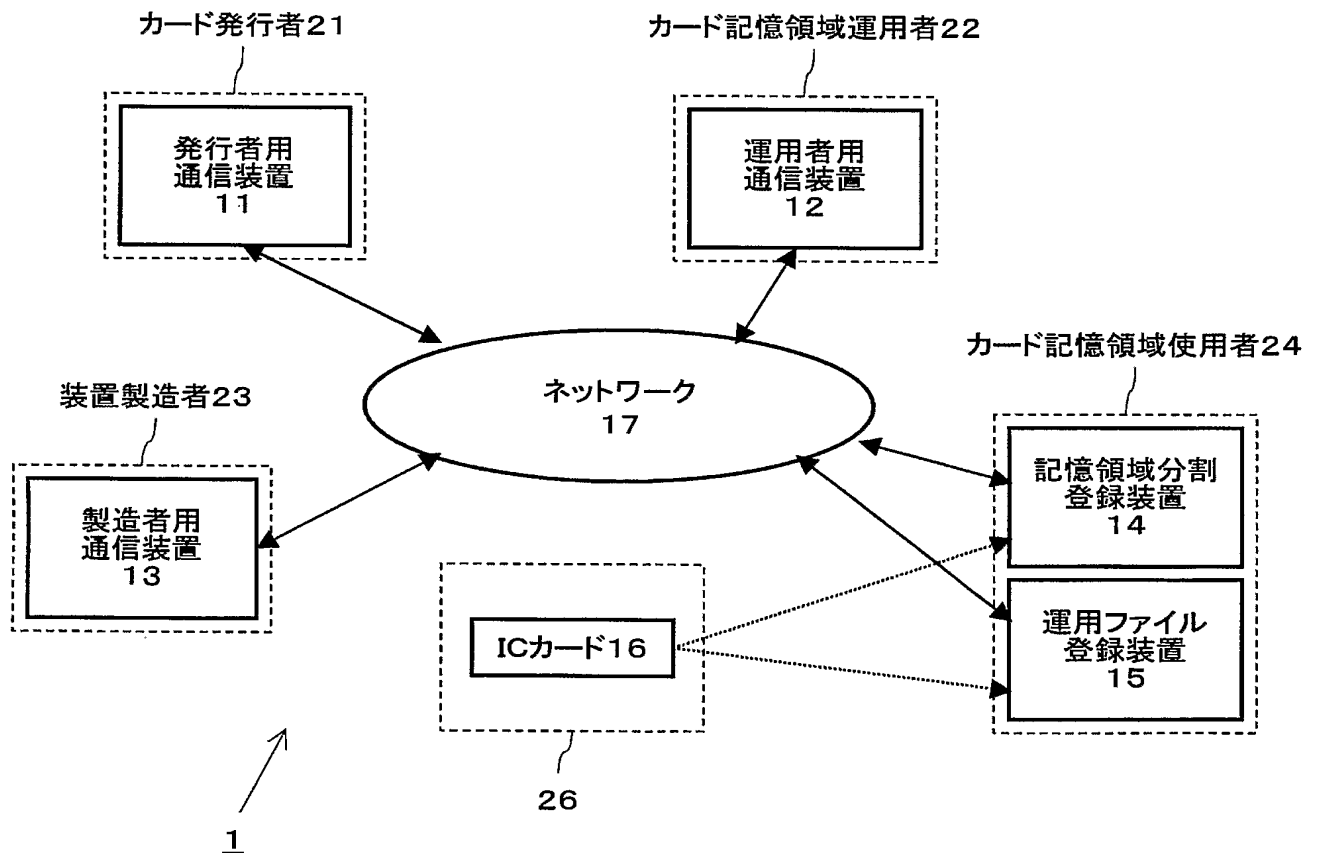 カード発行者21
カード記憶領域運用者22
発行者用
通信装置
11
運用者用
通信装置
12
カード記憶領域使用者24
装置製造者23
ネットワーク
17
記憶領域分割
登録装置
14
製造者用
通信装置
13
ICカード16
運用ファイル
登録装置
15
26
1